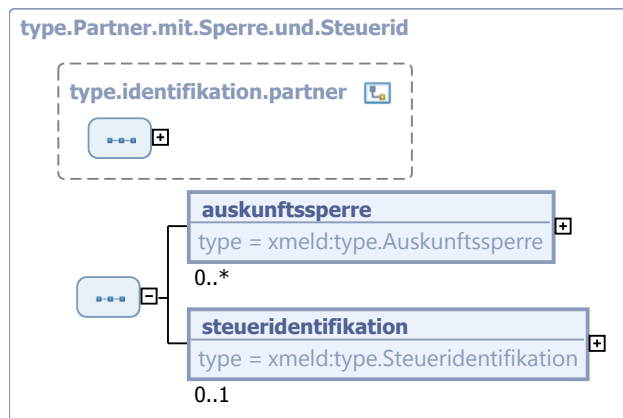 type.Partner.mit.Sperre.und.Steuerid
type.identifikation.partner
auskunftssperre
type = xmeld:type.Auskunftssperre
0..*
steueridentifikation
type = xmeld:type.Steueridentifikation
0..1